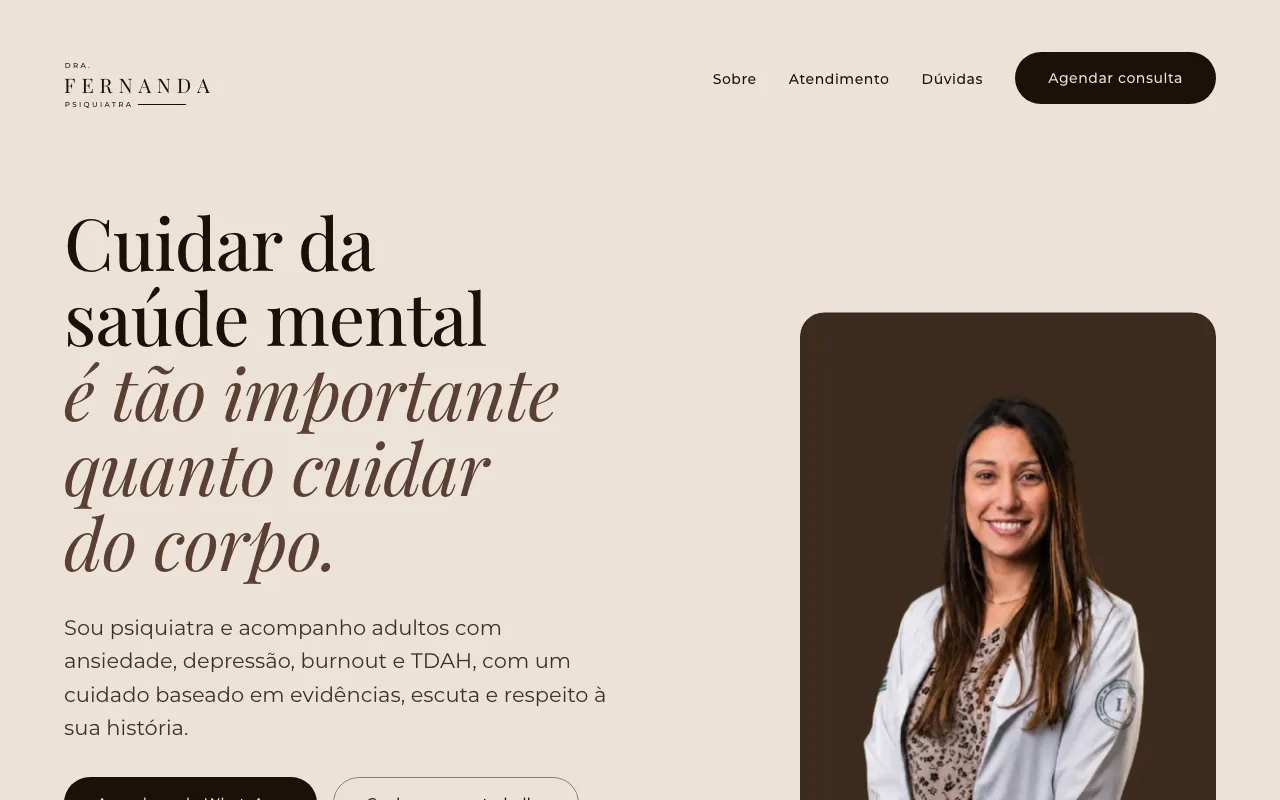 DRA.
FERNANDA
PSIQUIATRA
Sobre
Atendimento
Dúvidas
Agendar consulta
Cuidar da
saúde mental
é tão importante
quanto cuidar
do corpo.
Sou psiquiatra e acompanho adultos com
ansiedade, depressão, burnout e TDAH, com um
cuidado baseado em evidências, escuta e respeito à
sua história.
L